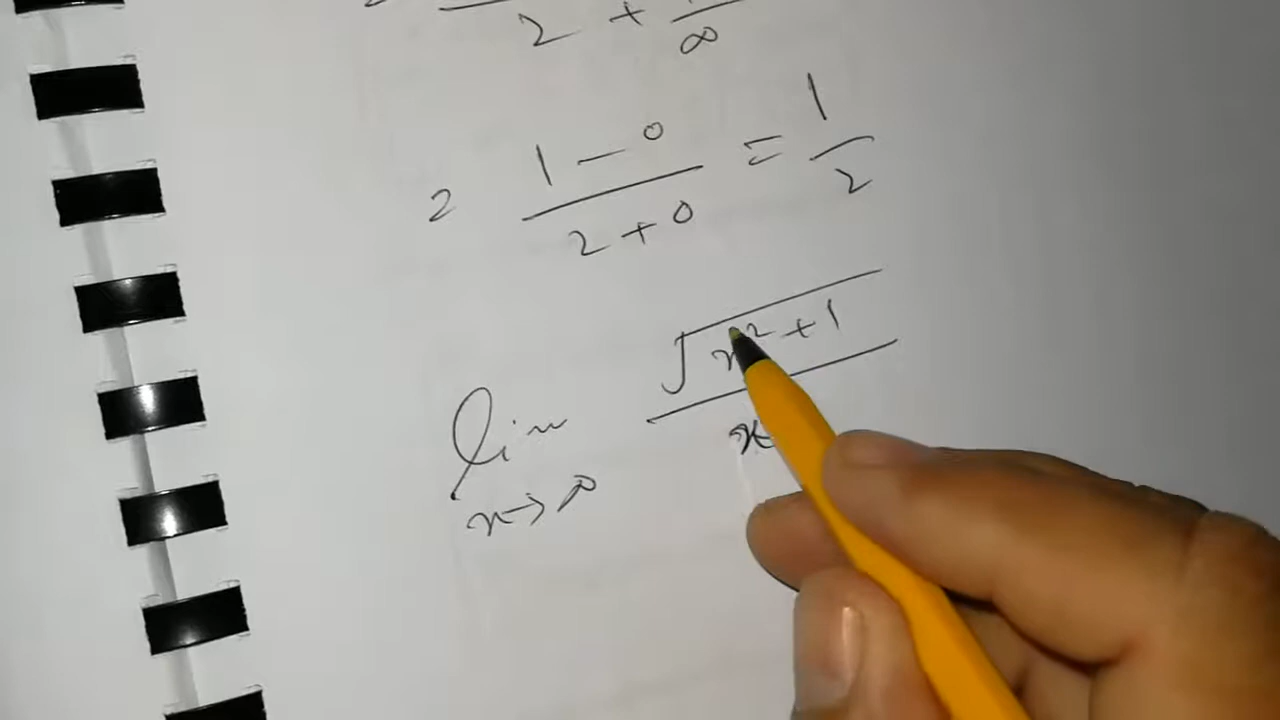 2 + ∞
2 1 - 0 / 2 + 0 = 1 / 2
lim x→∞ √x² + 1 / x